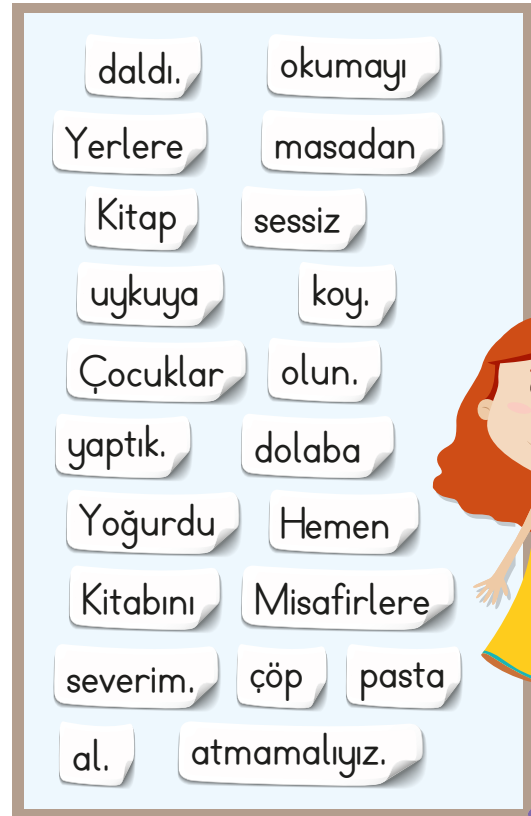 daldı. okumayı
Yerlere masadan
Kitap sessiz
uykuya koy.
Çocuklar olun.
yaptık. dolaba
Yoğurdu Hemen
Kitabını Misafirlere
severim. çöp pasta
al. atmamalıyız.